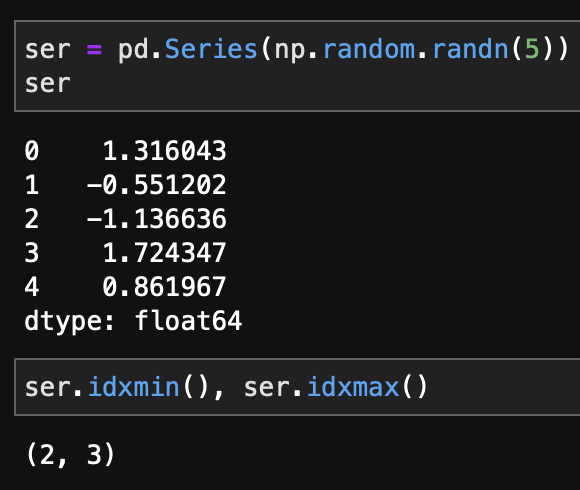 ser = pd.Series(np.random.randn(5))
ser
0    1.316043
1   -0.551202
2   -1.136636
3    1.724347
4    0.861967
dtype: float64
ser.idxmin(), ser.idxmax()
(2, 3)